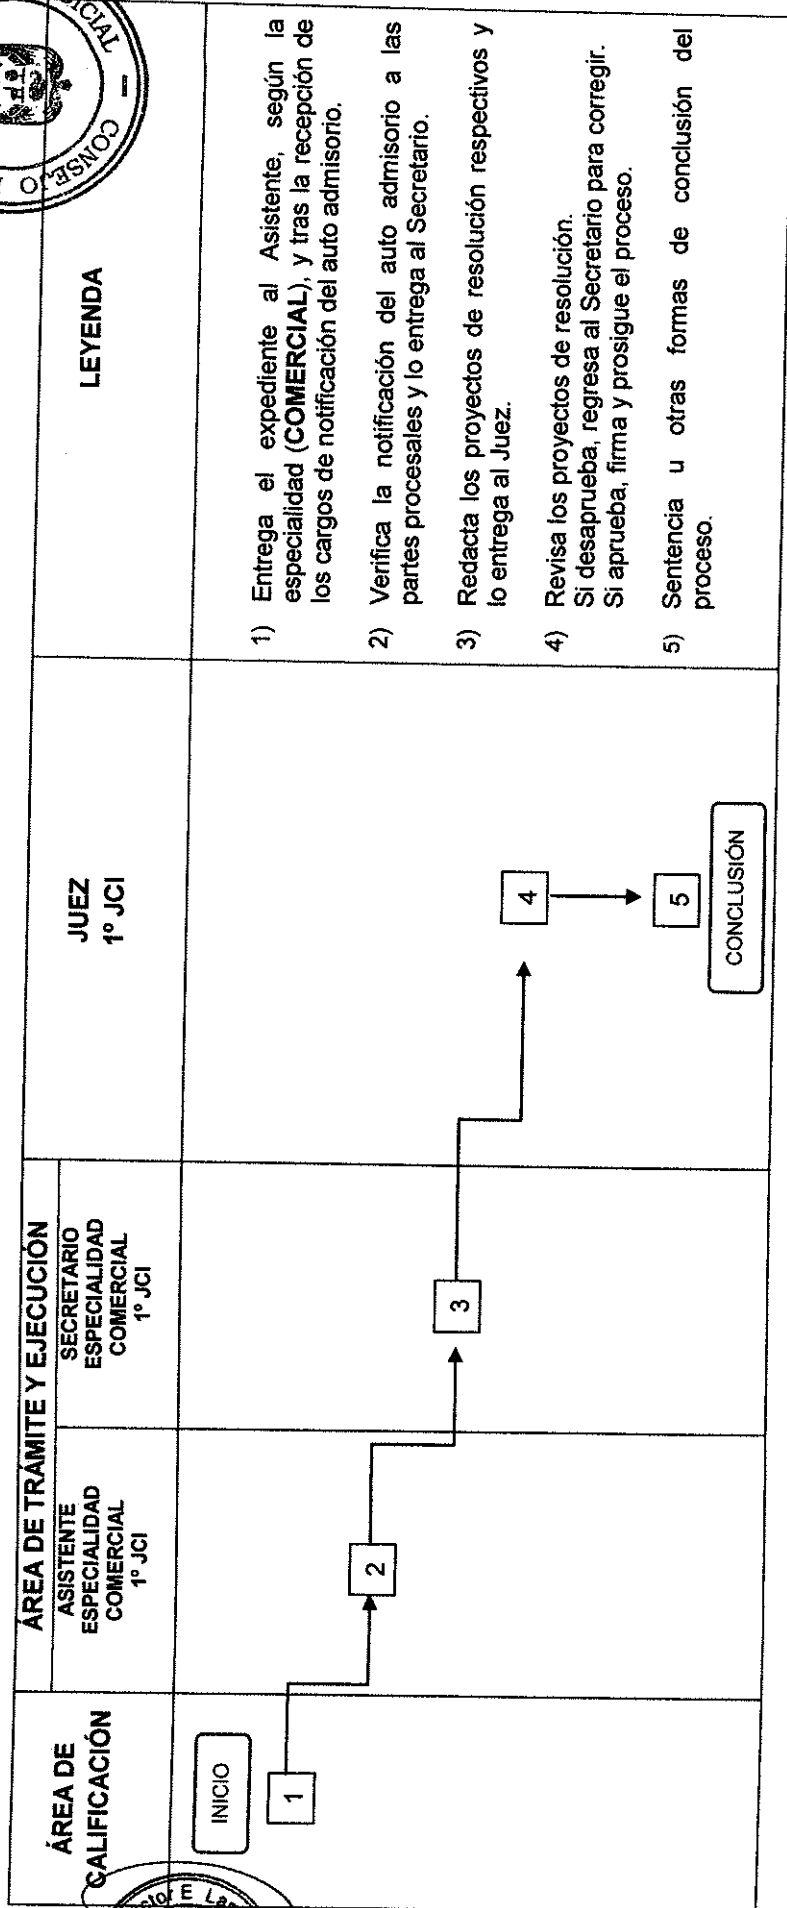 ÁREA DE
CALIFICACIÓN
ÁREA DE TRÁMITE Y EJECUCIÓN
ASISTENTE
ESPECIALIDAD
COMERCIAL
1º JCI
SECRETARIO
ESPECIALIDAD
COMERCIAL
1º JCI
JUEZ
1º JCI
LEYENDA
INICIO
1
2
3
4
5
CONCLUSIÓN
1) Entrega el expediente al Asistente, según la
especialidad (COMERCIAL), y tras la recepción de
los cargos de notificación del auto admisorio.
2) Verifica la notificación del auto admisorio a las
partes procesales y lo entrega al Secretario.
3) Redacta los proyectos de resolución respectivos y
lo entrega al Juez.
4) Revisa los proyectos de resolución.
Si desaprueba, regresa al Secretario para corregir.
Si aprueba, firma y prosigue el proceso.
5) Sentencia u otras formas de conclusión del
proceso.
CONSEJO